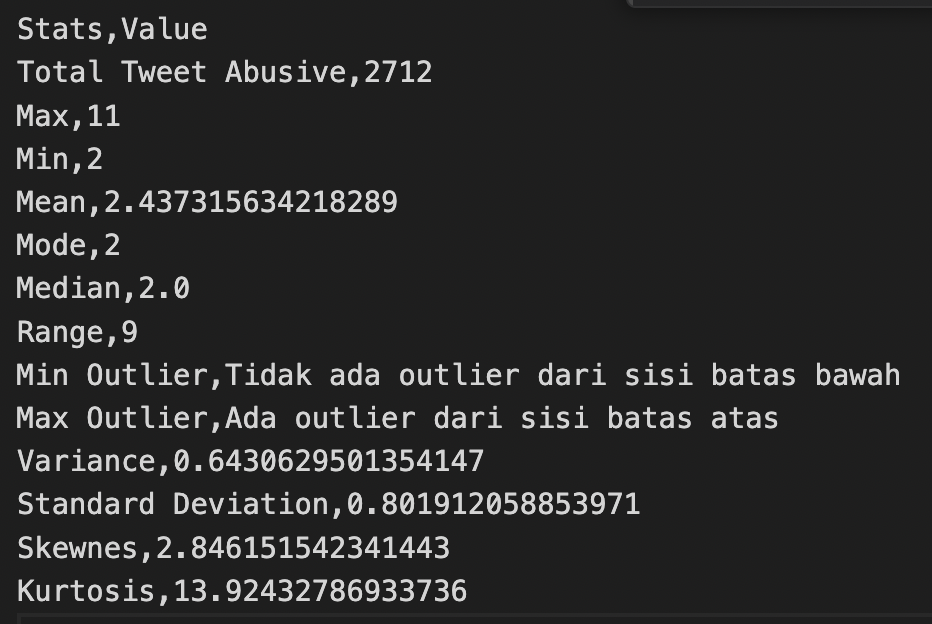 Stats,Value
Total Tweet Abusive,2712
Max,11
Min,2
Mean,2.437315634218289
Mode,2
Median,2.0
Range,9
Min Outlier,Tidak ada outlier dari sisi batas bawah
Max Outlier,Ada outlier dari sisi batas atas
Variance,0.6430629501354147
Standard Deviation,0.801912058853971
Skewnes,2.846151542341443
Kurtosis,13.92432786933736